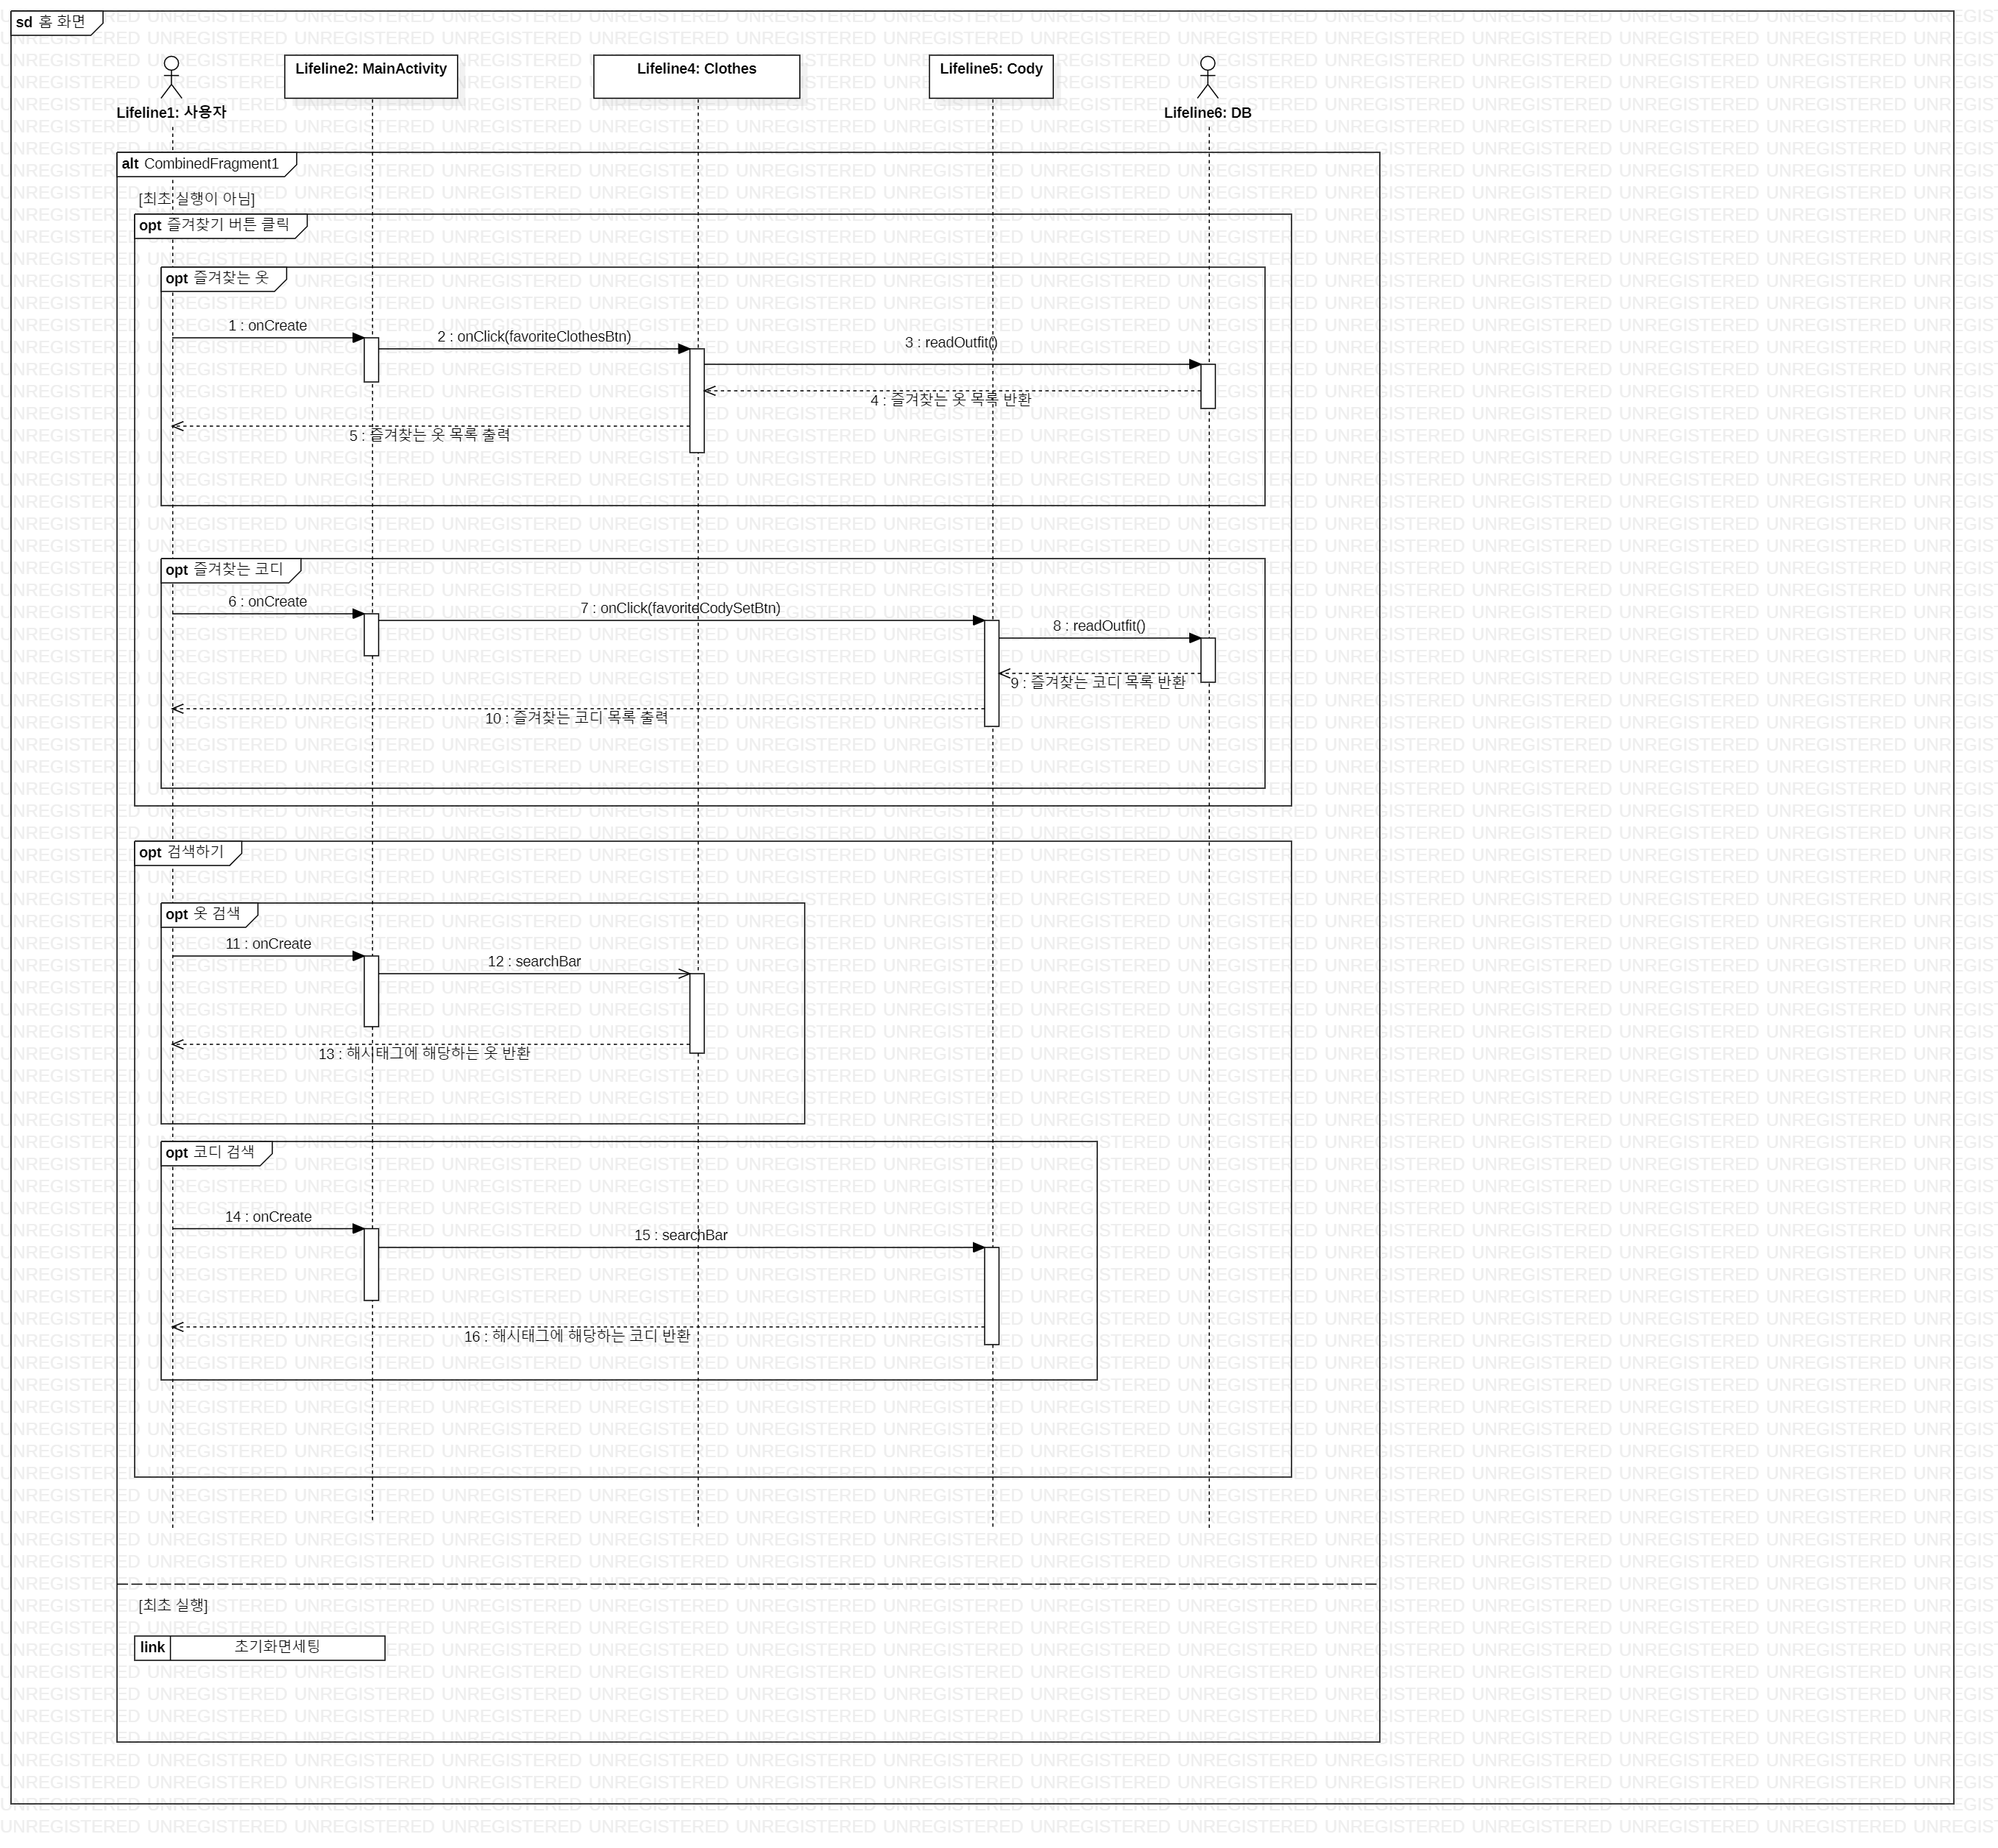 sd 홈 화면
Lifeline1: 사용자
Lifeline2: MainActivity
Lifeline4: Clothes
Lifeline5: Cody
Lifeline6: DB
alt CombinedFragment1
[최초 실행이 아님]
opt 즐겨찾기 버튼 클릭
opt 즐겨찾는 옷
1 : onCreate
2 : onClick(favoriteClothesBtn)
3 : readOutfit()
4 : 즐겨찾는 옷 목록 반환
5 : 즐겨찾는 옷 목록 출력
opt 즐겨찾는 코디
6 : onCreate
7 : onClick(favoriteCodySetBtn)
8 : readOutfit()
9 : 즐겨찾는 코디 목록 반환
10 : 즐겨찾는 코디 목록 출력
opt 검색하기
opt 옷 검색
11 : onCreate
12 : searchBar
13 : 해시태그에 해당하는 옷 반환
opt 코디 검색
14 : onCreate
15 : searchBar
16 : 해시태그에 해당하는 코디 반환
[최초 실행]
link 초기화면세팅